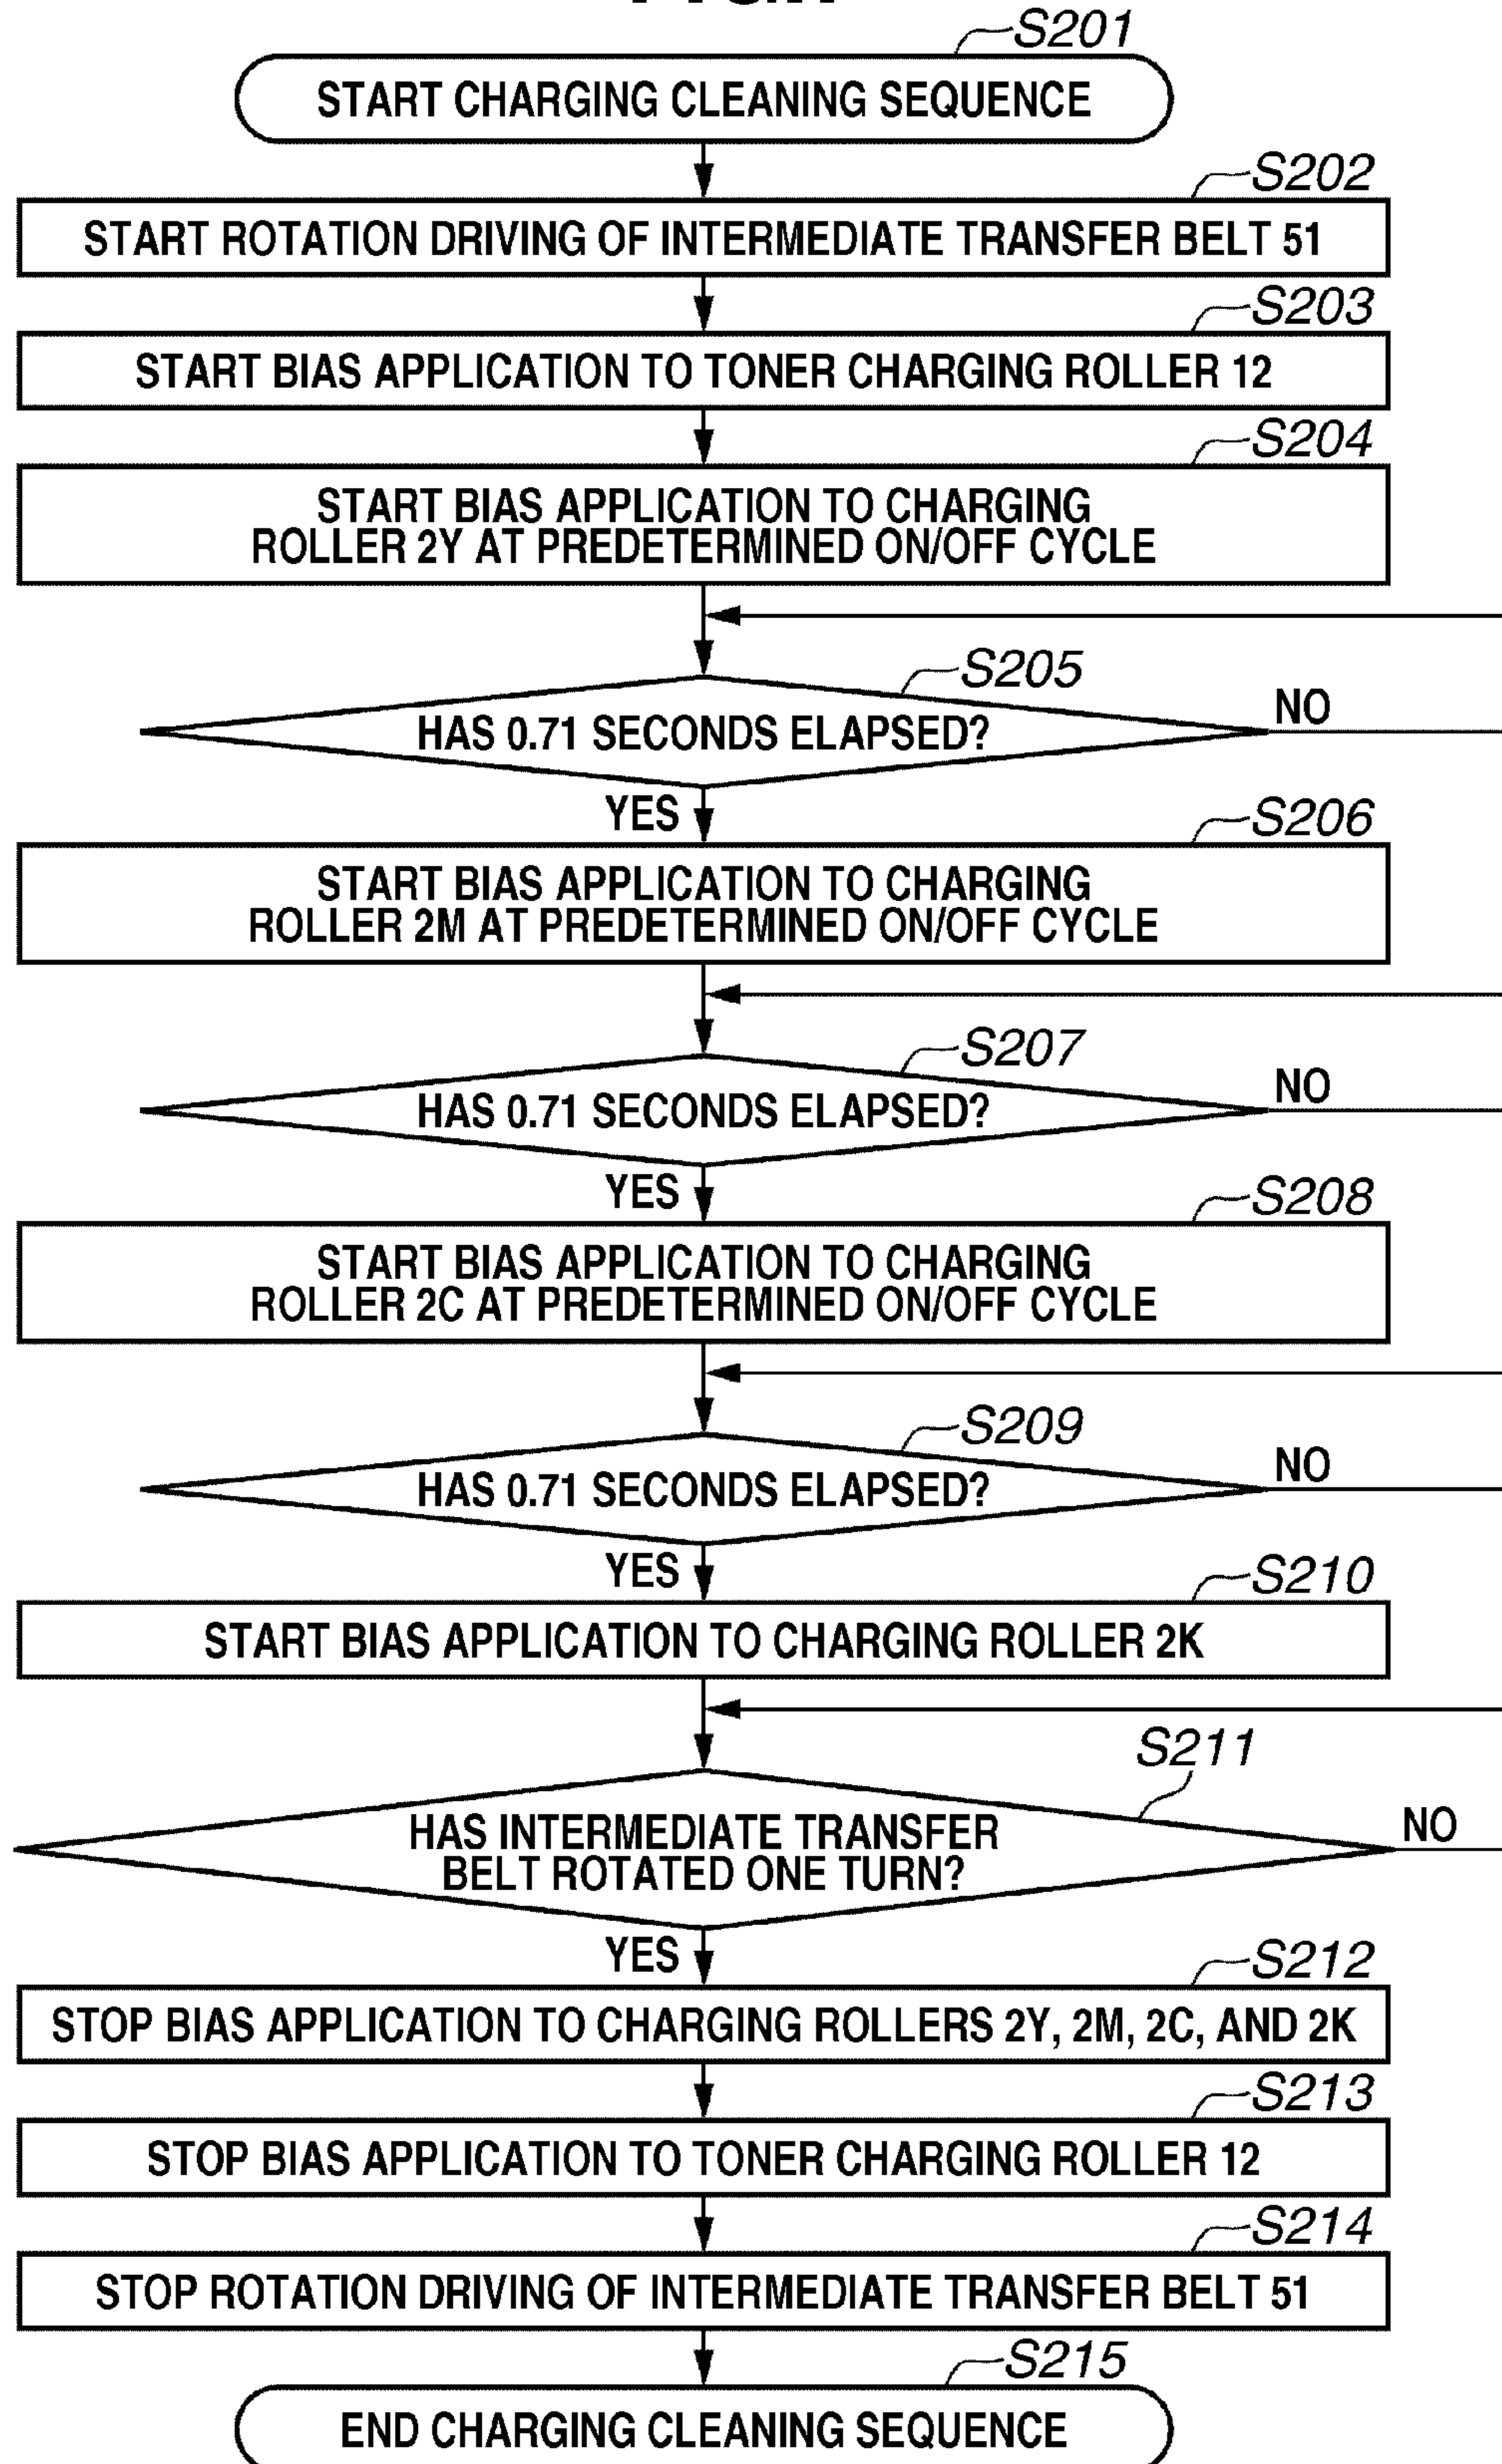 S201
START CHARGING CLEANING SEQUENCE
S202
START ROTATION DRIVING OF INTERMEDIATE TRANSFER BELT 51
S203
START BIAS APPLICATION TO TONER CHARGING ROLLER 12
S204
START BIAS APPLICATION TO CHARGING
ROLLER 2Y AT PREDETERMINED ON/OFF CYCLE
S205
HAS 0.71 SECONDS ELAPSED?
NO
YES
S206
START BIAS APPLICATION TO CHARGING
ROLLER 2M AT PREDETERMINED ON/OFF CYCLE
S207
HAS 0.71 SECONDS ELAPSED?
NO
YES
S208
START BIAS APPLICATION TO CHARGING
ROLLER 2C AT PREDETERMINED ON/OFF CYCLE
S209
HAS 0.71 SECONDS ELAPSED?
NO
YES
S210
START BIAS APPLICATION TO CHARGING ROLLER 2K
S211
HAS INTERMEDIATE TRANSFER
BELT ROTATED ONE TURN?
NO
YES
S212
STOP BIAS APPLICATION TO CHARGING ROLLERS 2Y, 2M, 2C, AND 2K
S213
STOP BIAS APPLICATION TO TONER CHARGING ROLLER 12
S214
STOP ROTATION DRIVING OF INTERMEDIATE TRANSFER BELT 51
S215
END CHARGING CLEANING SEQUENCE